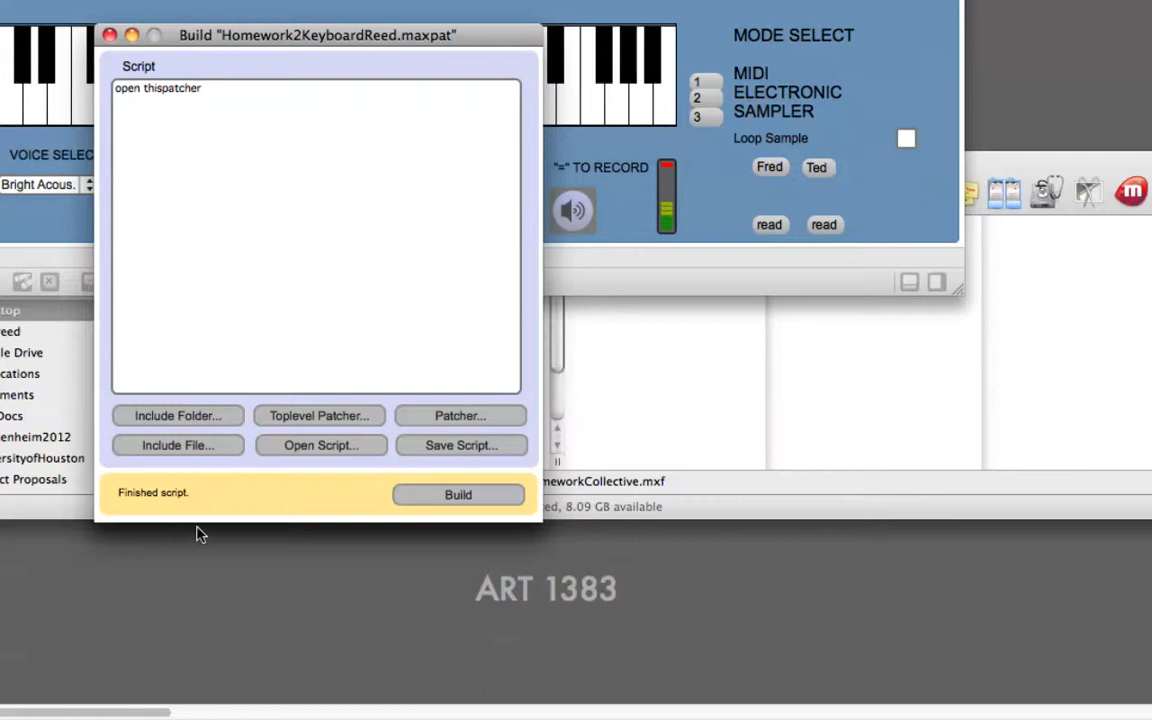 Build "Homework2KeyboardReed.maxpat"
Script
open thispatcher
Include Folder...
Toplevel Patcher...
Patcher...
Include File...
Open Script...
Save Script...
Finished script.
Build
VOICE SELEC
Bright Acous.
MODE SELECT
1 MIDI
2 ELECTRONIC
3 SAMPLER
Loop Sample
"=" TO RECORD
Fred
Ted
read
read
m
top
reed
le Drive
cations
ments
Docs
enheim2012
ersityofHouston
ct Proposals
meworkCollective.mxf
ed, 8.09 GB available
ART 1383